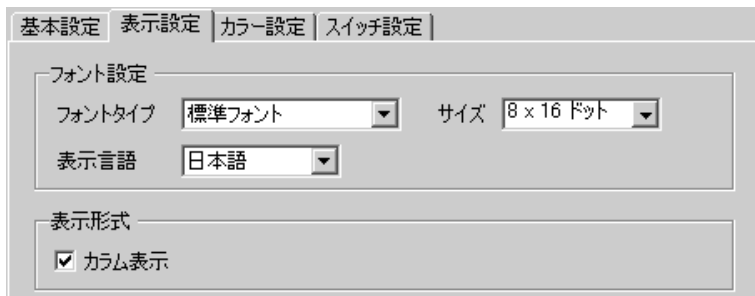 基本設定 表示設定 カラー設定 スイッチ設定
フォント設定
フォントタイプ 標準フォント サイズ 8 x 16 ドット
表示言語 日本語
表示形式
カラム表示